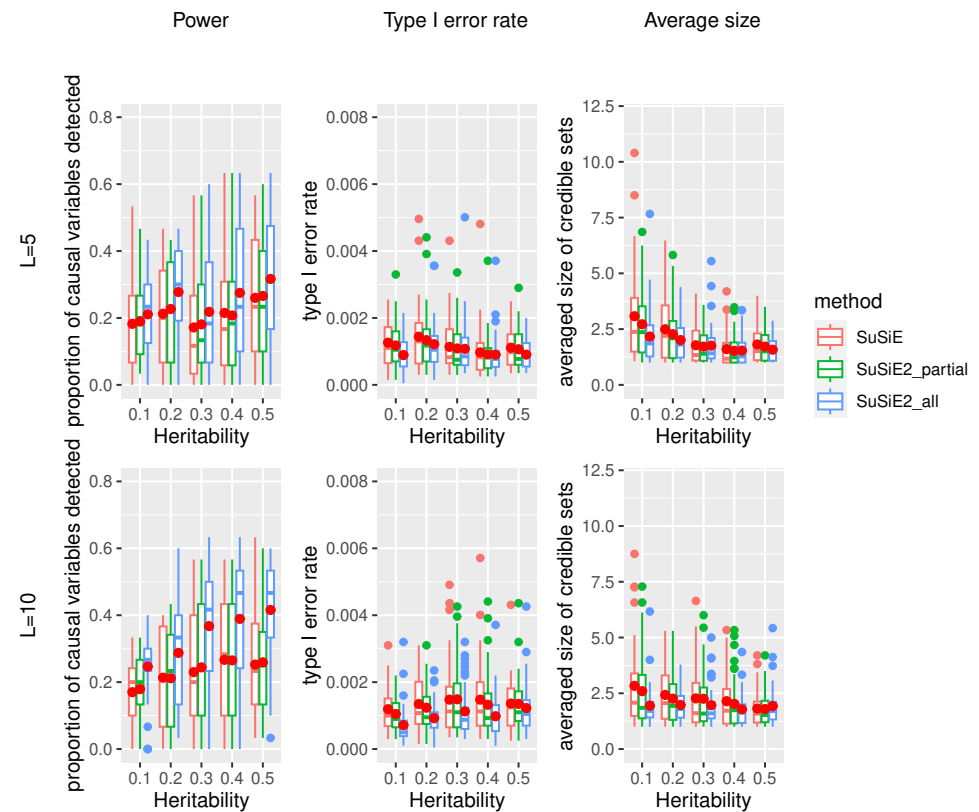 Power
Type I error rate
Average size
L=5
proportion of causal variables detected
0.8
0.6
0.4
0.2
0.0
0.1 0.2 0.3 0.4 0.5
Heritability
type I error rate
0.008
0.006
0.004
0.002
0.000
0.1 0.2 0.3 0.4 0.5
Heritability
averaged size of credible sets
12.5
10.0
7.5
5.0
2.5
0.0
0.1 0.2 0.3 0.4 0.5
Heritability
method
SuSiE
SuSiE2_partial
SuSiE2_all
L=10
proportion of causal variables detected
0.8
0.6
0.4
0.2
0.0
0.1 0.2 0.3 0.4 0.5
Heritability
type I error rate
0.008
0.006
0.004
0.002
0.000
0.1 0.2 0.3 0.4 0.5
Heritability
averaged size of credible sets
12.5
10.0
7.5
5.0
2.5
0.0
0.1 0.2 0.3 0.4 0.5
Heritability